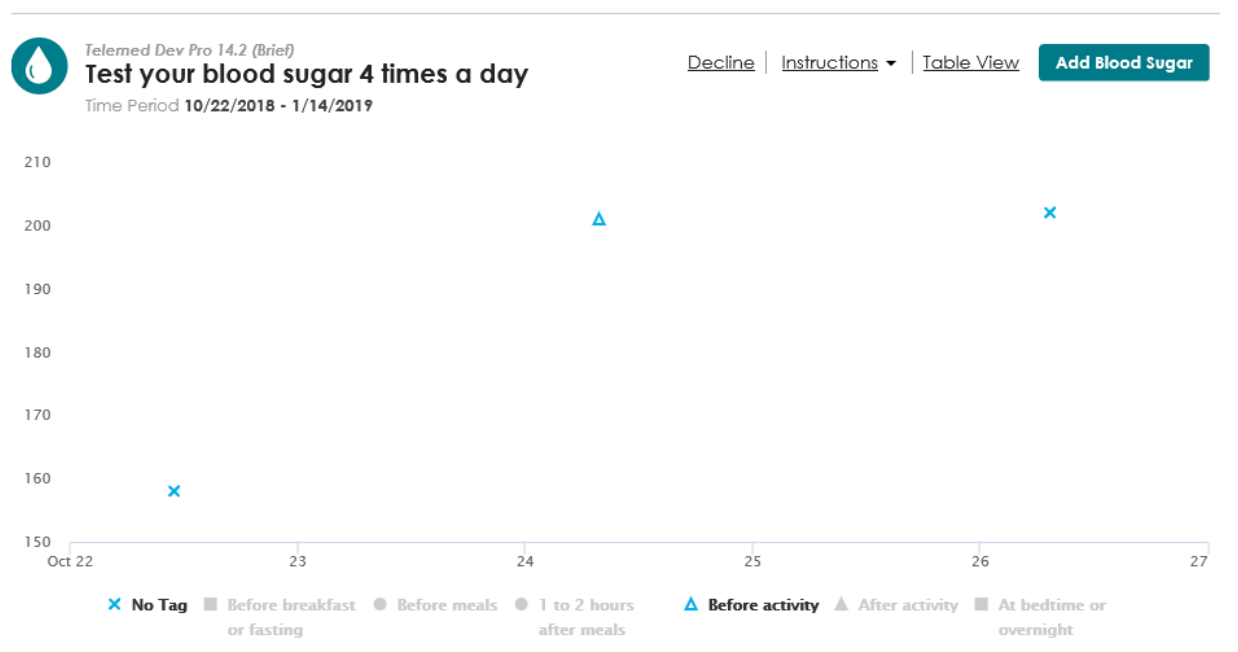 Telemed Dev Pro 14.2 (Brief)
Test your blood sugar 4 times a day
Time Period 10/22/2018 - 1/14/2019
Decline Instructions Table View Add Blood Sugar
210
200
190
180
170
160
150
Oct 22 23 24 25 26 27
No Tag Before breakfast or fasting Before meals 1 to 2 hours after meals Before activity After activity At bedtime or overnight